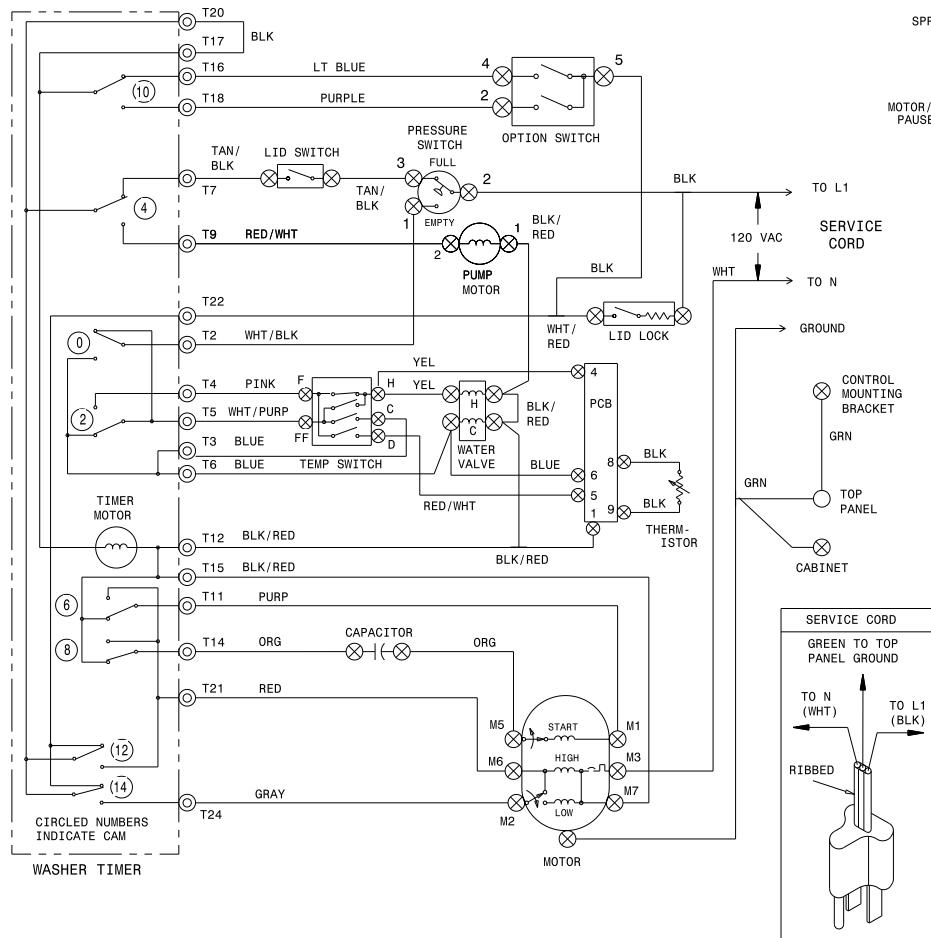 T20
SPF
BLK
T17
T16
LT BLUE
4
5
10
T18
PURPLE
2
MOTOR/
PAUSE
OPTION SWITCH
PRESSURE
SWITCH
TAN/
BLK
LID SWITCH
3
FULL
T7
TAN/
BLK
2
BLK
TO L1
4
1
EMPTY
BLK/
RED
120 VAC
SERVICE
CORD
T9
RED/WHT
2
1
PUMP
MOTOR
BLK
WHT
TO N
T22
GROUND
0
T2
WHT/BLK
WHT/
RED
LID LOCK
YEL
4
T4
PINK
F
H
YEL
PCB
CONTROL
MOUNTING
BRACKET
2
T5
WHT/PURP
C
H
BLK/
RED
GRN
T3
BLUE
FF
D
C
T6
BLUE
TEMP SWITCH
WATER
VALVE
BLUE
6
8
BLK
RED/WHT
5
GRN
TOP
PANEL
TIMER
MOTOR
1
9
BLK
THERM-
ISTOR
T12
BLK/RED
BLK/RED
CABINET
T15
BLK/RED
6
T11
PURP
8
T14
ORG
CAPACITOR
ORG
T21
RED
M5
START
M1
12
M6
HIGH
M3
14
GRAY
M7
T24
M2
LOW
CIRCLED NUMBERS
INDICATE CAM
MOTOR
WASHER TIMER
SERVICE CORD
GREEN TO TOP
PANEL GROUND
TO N
(WHT)
TO L1
(BLK)
RIBBED